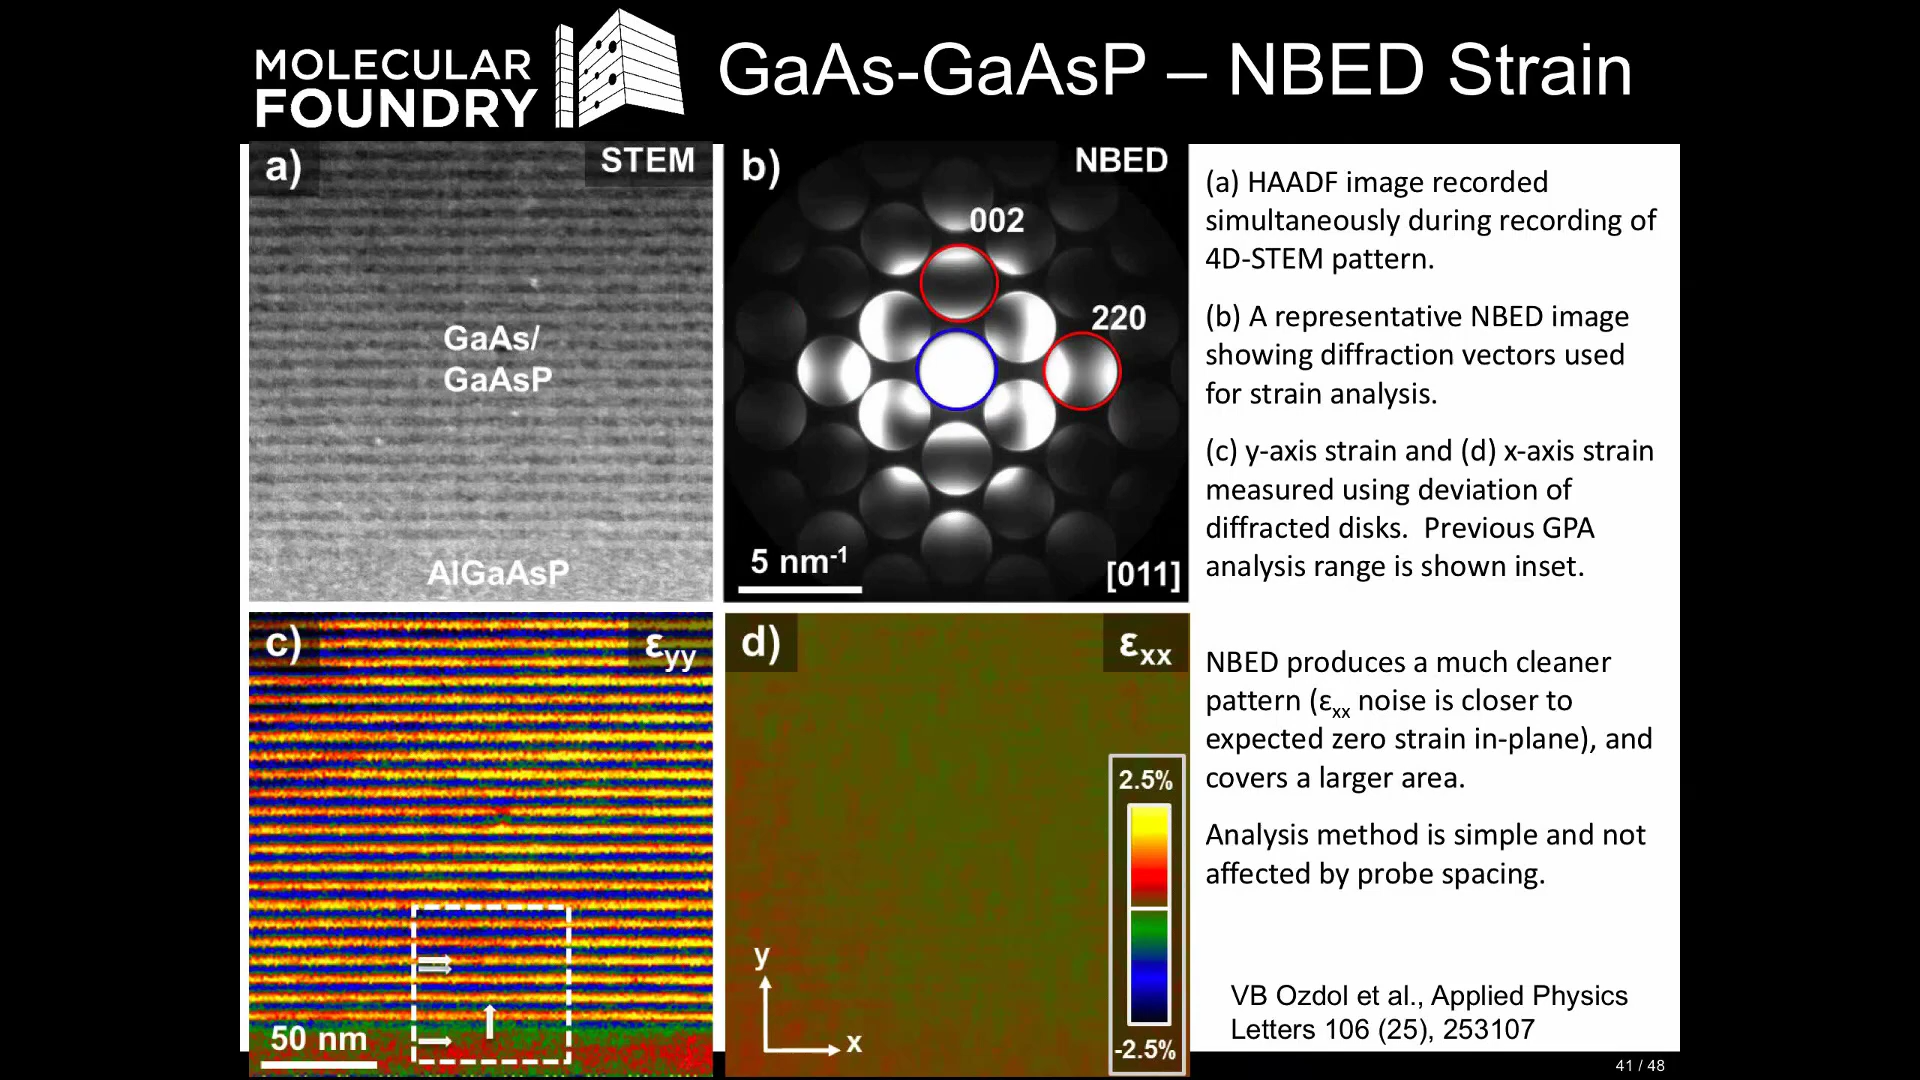 MOLECULAR
FOUNDRY
GaAs-GaAsP – NBED Strain
a)
STEM
GaAs/
GaAsP
AlGaAsP
b)
NBED
002
220
5 nm-1
[011]
c)
εyy
50 nm
d)
εxx
2.5%
-2.5%
y
x
(a) HAADF image recorded
simultaneously during recording of
4D-STEM pattern.
(b) A representative NBED image
showing diffraction vectors used
for strain analysis.
(c) y-axis strain and (d) x-axis strain
measured using deviation of
diffracted disks. Previous GPA
analysis range is shown inset.
NBED produces a much cleaner
pattern (εxx noise is closer to
expected zero strain in-plane), and
covers a larger area.
Analysis method is simple and not
affected by probe spacing.
VB Ozdol et al., Applied Physics
Letters 106 (25), 253107
41 / 48